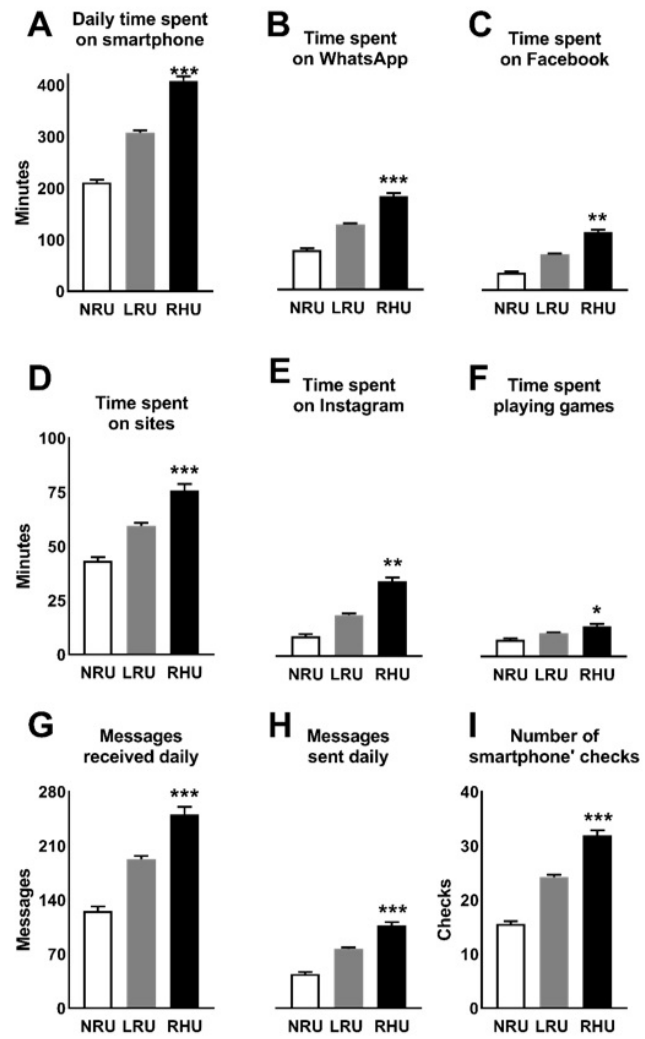 A
Daily time spent
on smartphone
B
Time spent
on WhatsApp
C
Time spent
on Facebook
Minutes
400
300
200
100
0
***
***
**
NRU LRU RHU
NRU LRU RHU
NRU LRU RHU
D
Time spent
on sites
E
Time spent
on Instagram
F
Time spent
playing games
Minutes
100
75
50
25
0
***
**
*
NRU LRU RHU
NRU LRU RHU
NRU LRU RHU
G
Messages
received daily
H
Messages
sent daily
I
Number of
smartphone' checks
Messages
280
210
140
70
0
***
***
Checks
40
30
20
10
0
***
NRU LRU RHU
NRU LRU RHU
NRU LRU RHU